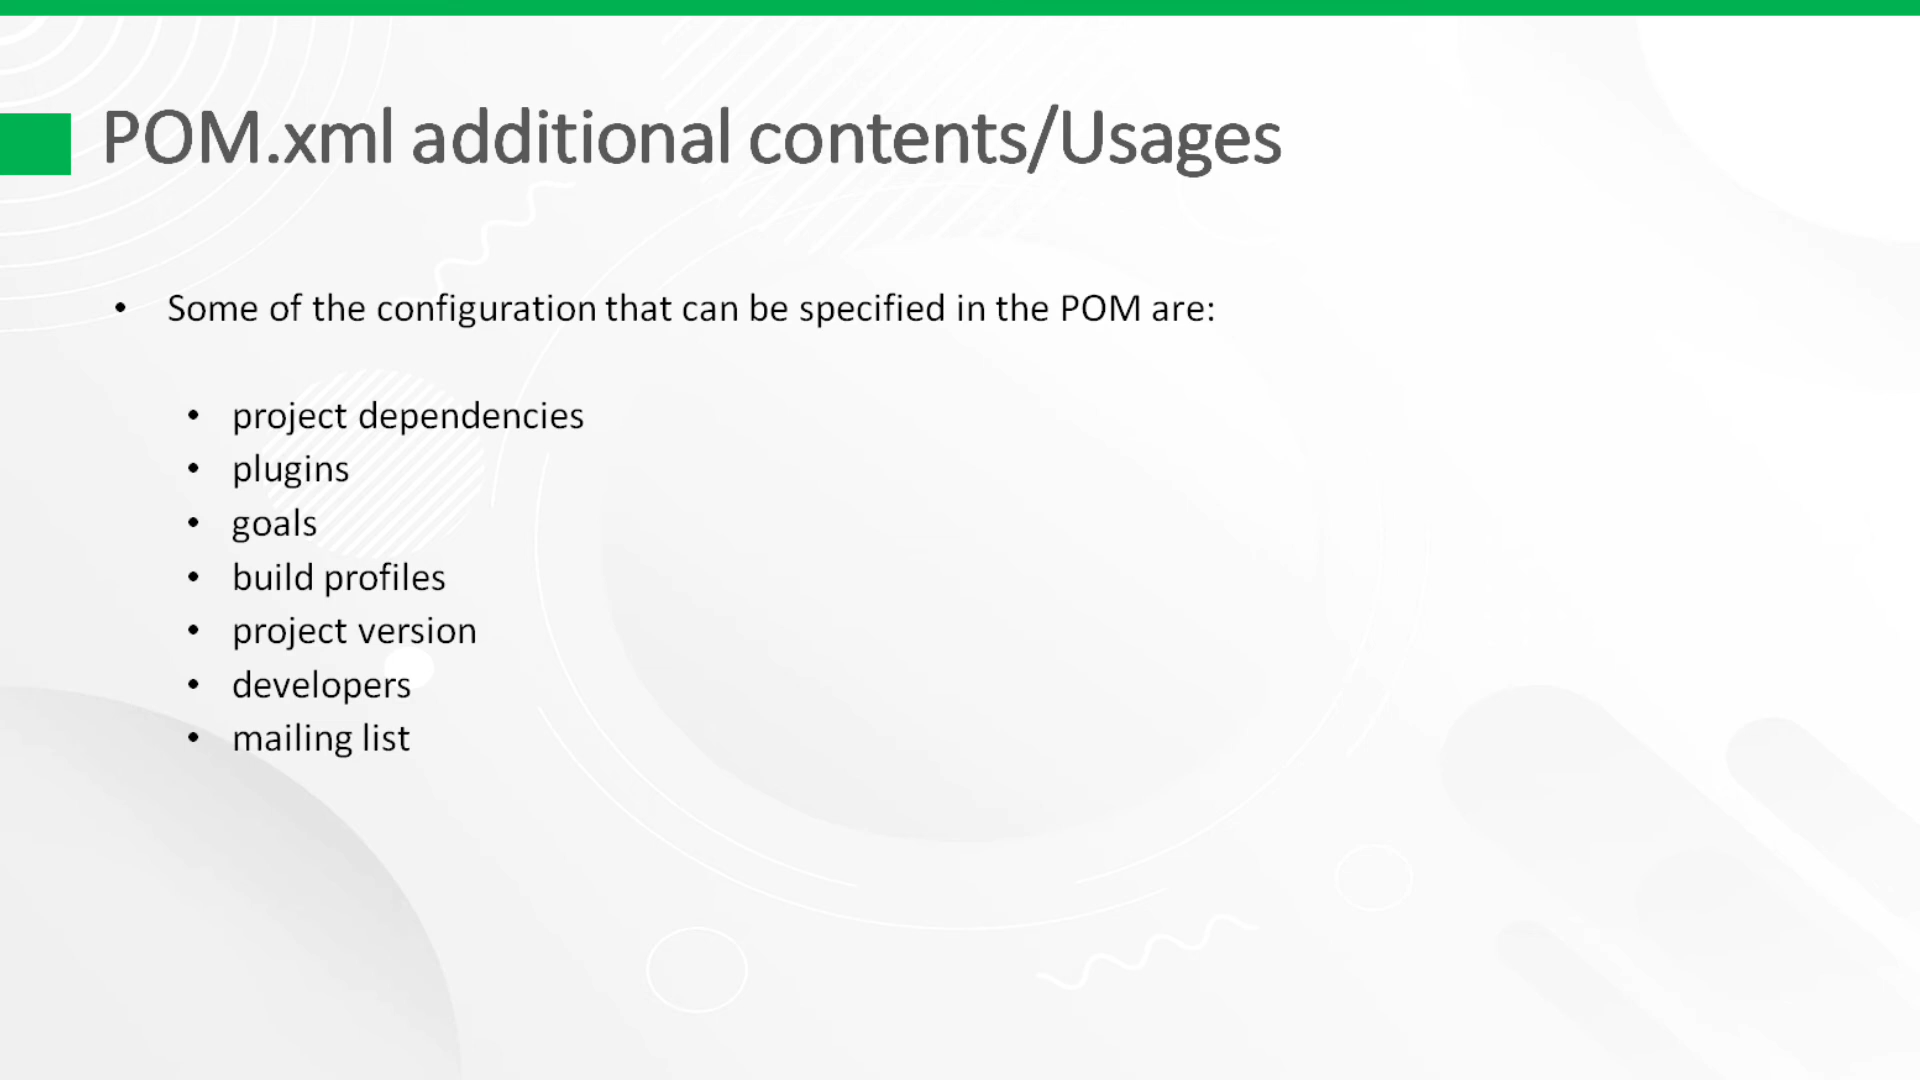 POM.xml additional contents/Usages
• Some of the configuration that can be specified in the POM are:
• project dependencies
• plugins
• goals
• build profiles
• project version
• developers
• mailing list